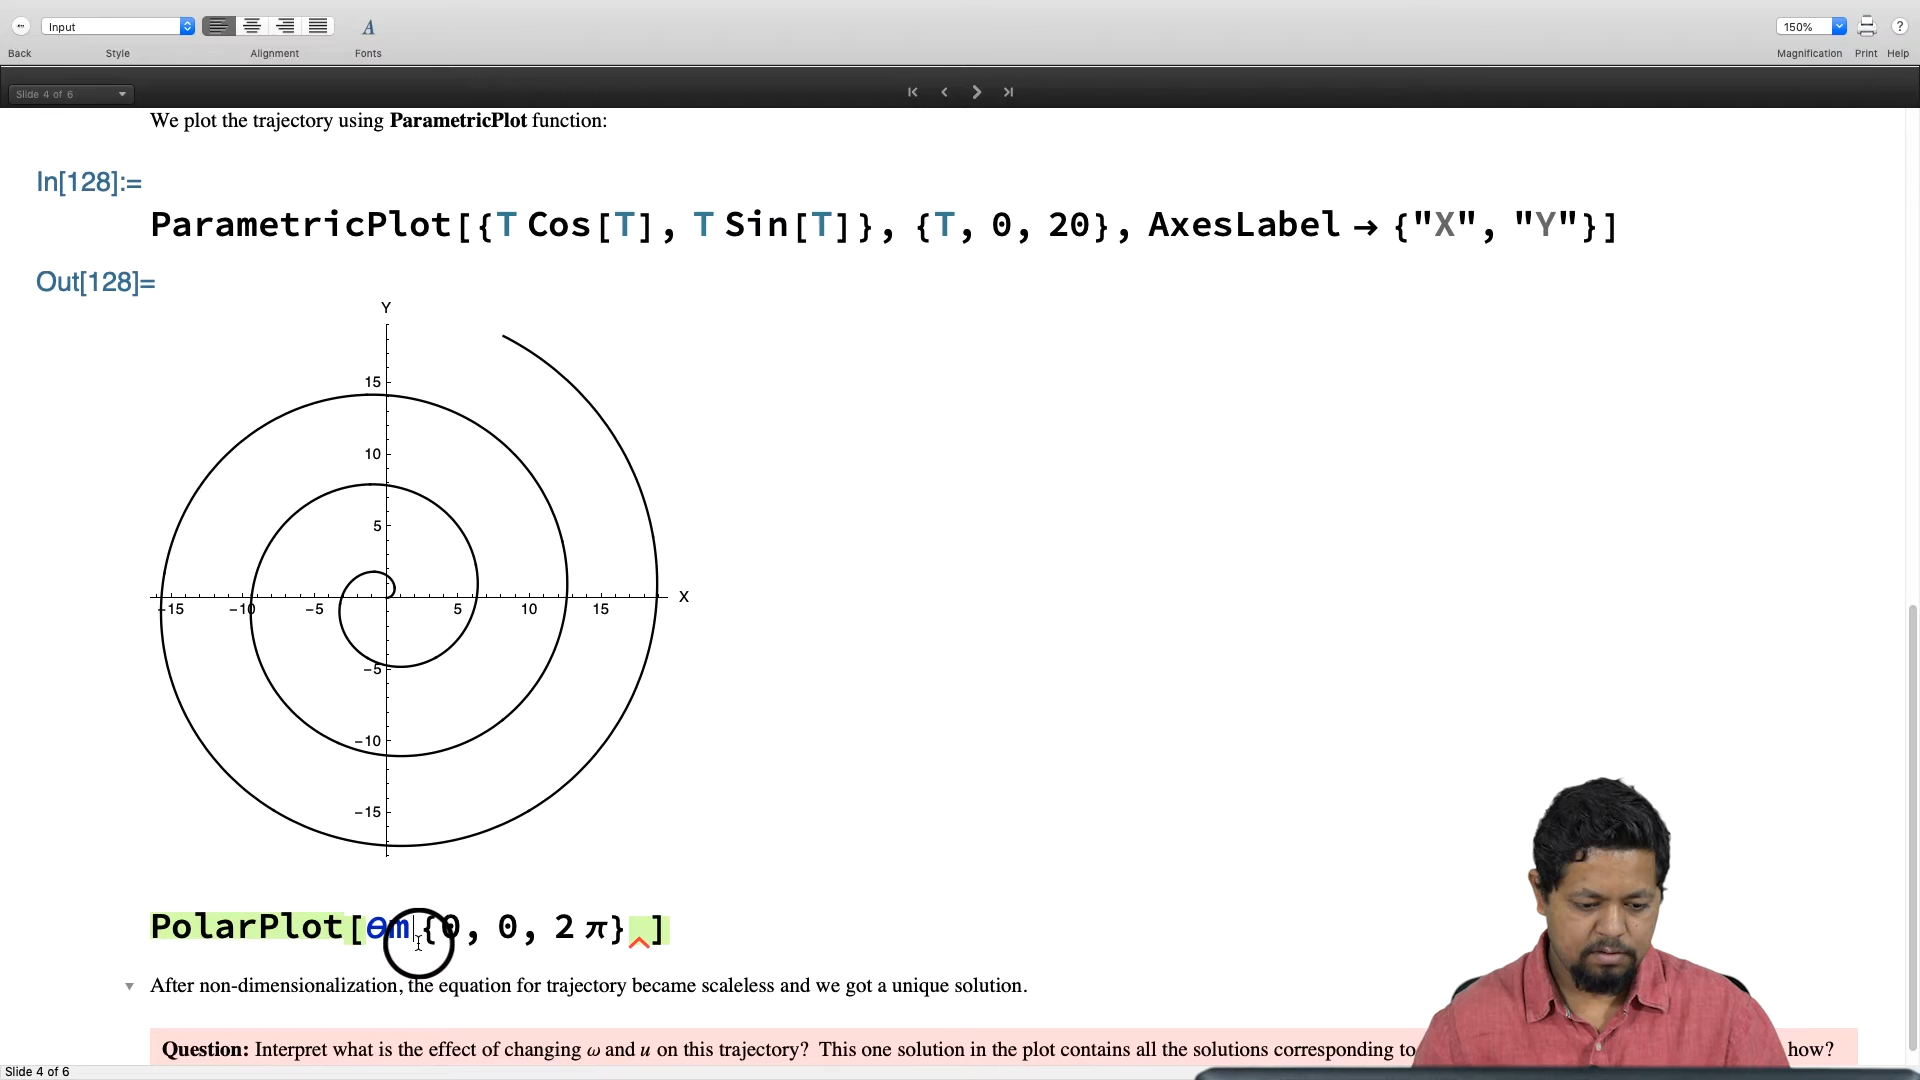 Input
150%
Back
Style
Alignment
Fonts
Magnification
Print
Help
Slide 4 of 6
We plot the trajectory using ParametricPlot function:
In[128]:=
ParametricPlot[{T Cos[T], T Sin[T]}, {T, 0, 20}, AxesLabel → {"X", "Y"}]
Out[128]=
Y
15
10
5
-15 -10 -5 5 10 15 X
-5
-10
-15
PolarPlot[θm {0, 0, 2 π} ]
After non-dimensionalization, the equation for trajectory became scaleless and we got a unique solution.
Question: Interpret what is the effect of changing ω and u on this trajectory? This one solution in the plot contains all the solutions corresponding to how?
Slide 4 of 6